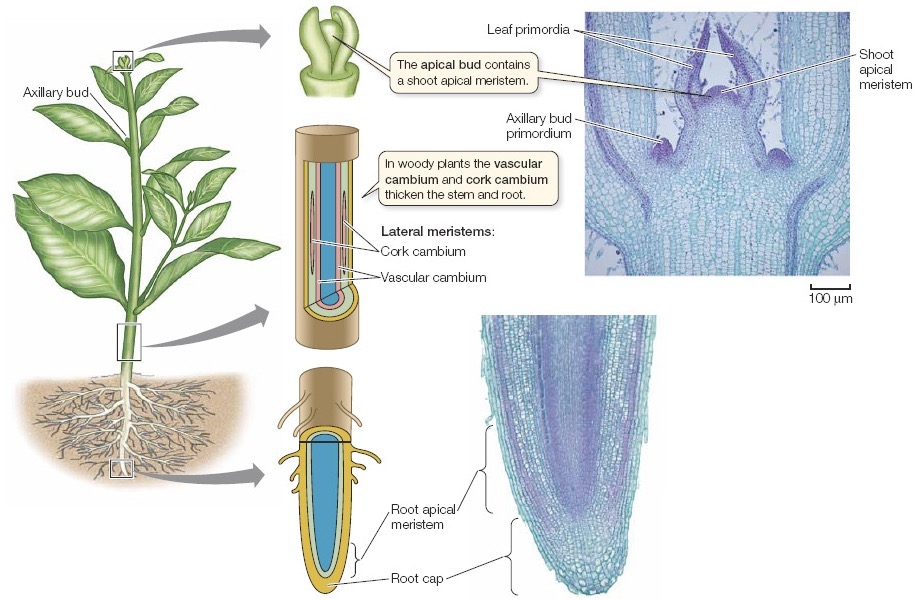 Leaf primordia
The apical bud contains
a shoot apical meristem.
Shoot
apical
meristem
Axillary bud
Axillary bud
primordium
In woody plants the vascular
cambium and cork cambium
thicken the stem and root.
Lateral meristems:
Cork cambium
Vascular cambium
100 µm
Root apical
meristem
Root cap